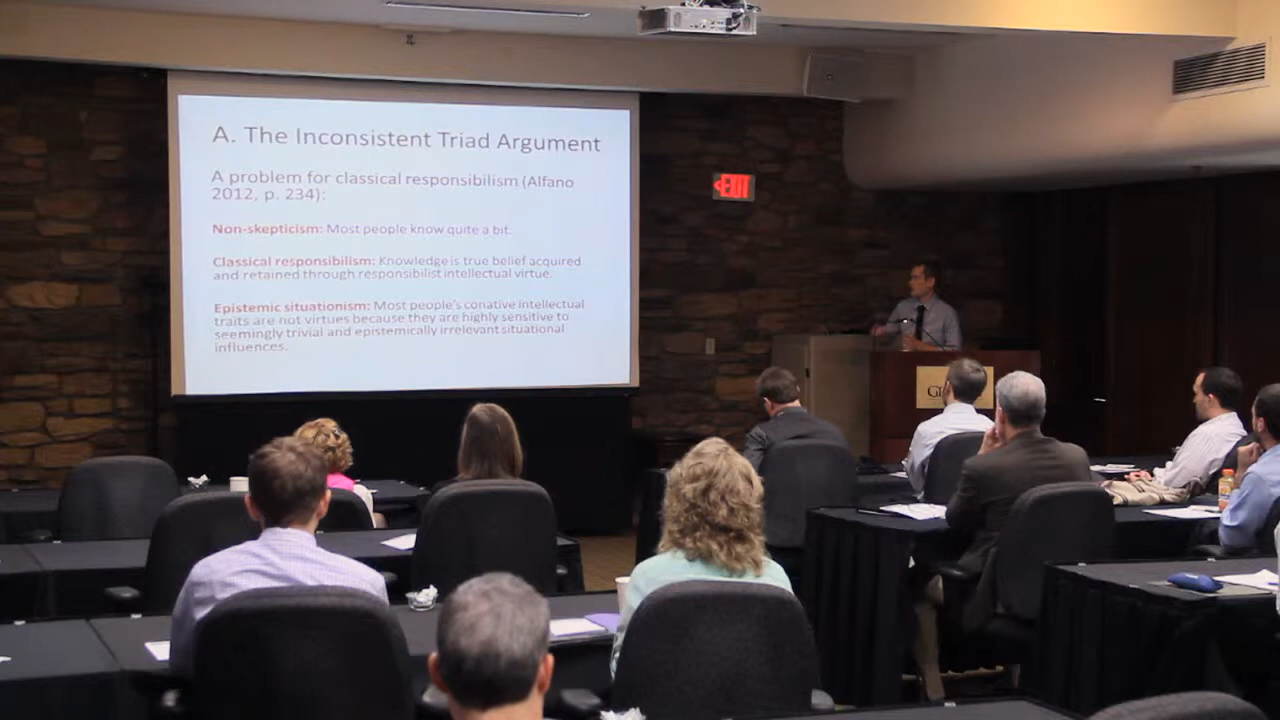 A. The Inconsistent Triad Argument
A problem for classical responsibilism (Alfano
2012, p. 234):
Non-skepticism: Most people know quite a bit.
Classical responsibilism: Knowledge is true belief acquired
and retained through responsibilist intellectual virtue.
Epistemic situationism: Most people's conative intellectual
traits are not virtues because they are highly sensitive to
seemingly trivial and epistemically irrelevant situational
influences.
EXIT